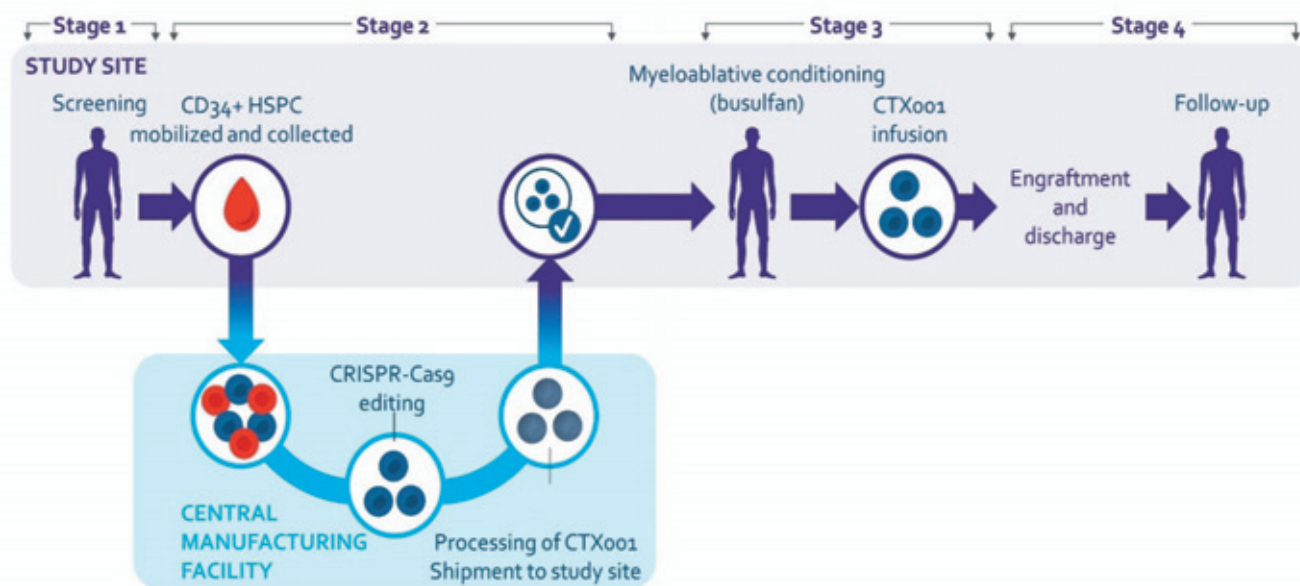 Stage 1
Stage 2
Stage 3
Stage 4
STUDY SITE
Screening
CD34+ HSPC
mobilized and collected
Myeloablative conditioning
(busulfan)
CTX001
infusion
Engraftment
and
discharge
Follow-up
CRISPR-Cas9
editing
CENTRAL
MANUFACTURING
FACILITY
Processing of CTX001
Shipment to study site